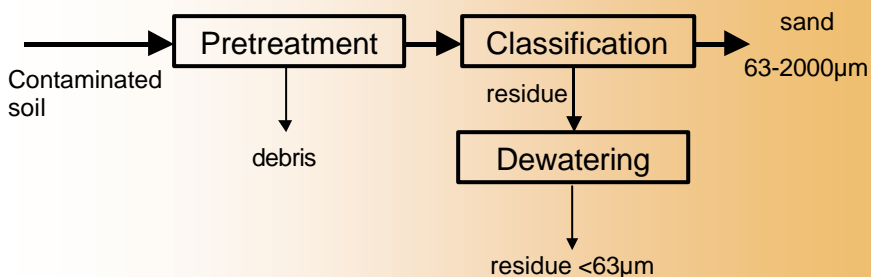 Pretreatment
Classification
sand
63-2000µm
Contaminated
soil
residue
debris
Dewatering
residue <63µm